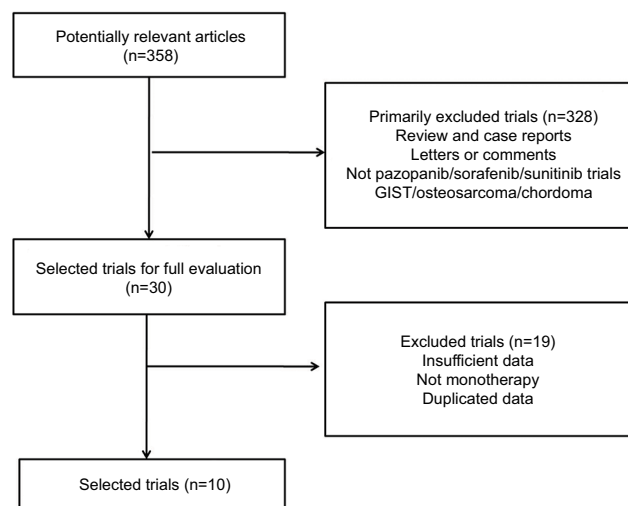 Potentially relevant articles
(n=358)
Primarily excluded trials (n=328)
Review and case reports
Letters or comments
Not pazopanib/sorafenib/sunitinib trials
GIST/osteosarcoma/chordoma
Selected trials for full evaluation
(n=30)
Excluded trials (n=19)
Insufficient data
Not monotherapy
Duplicated data
Selected trials (n=10)